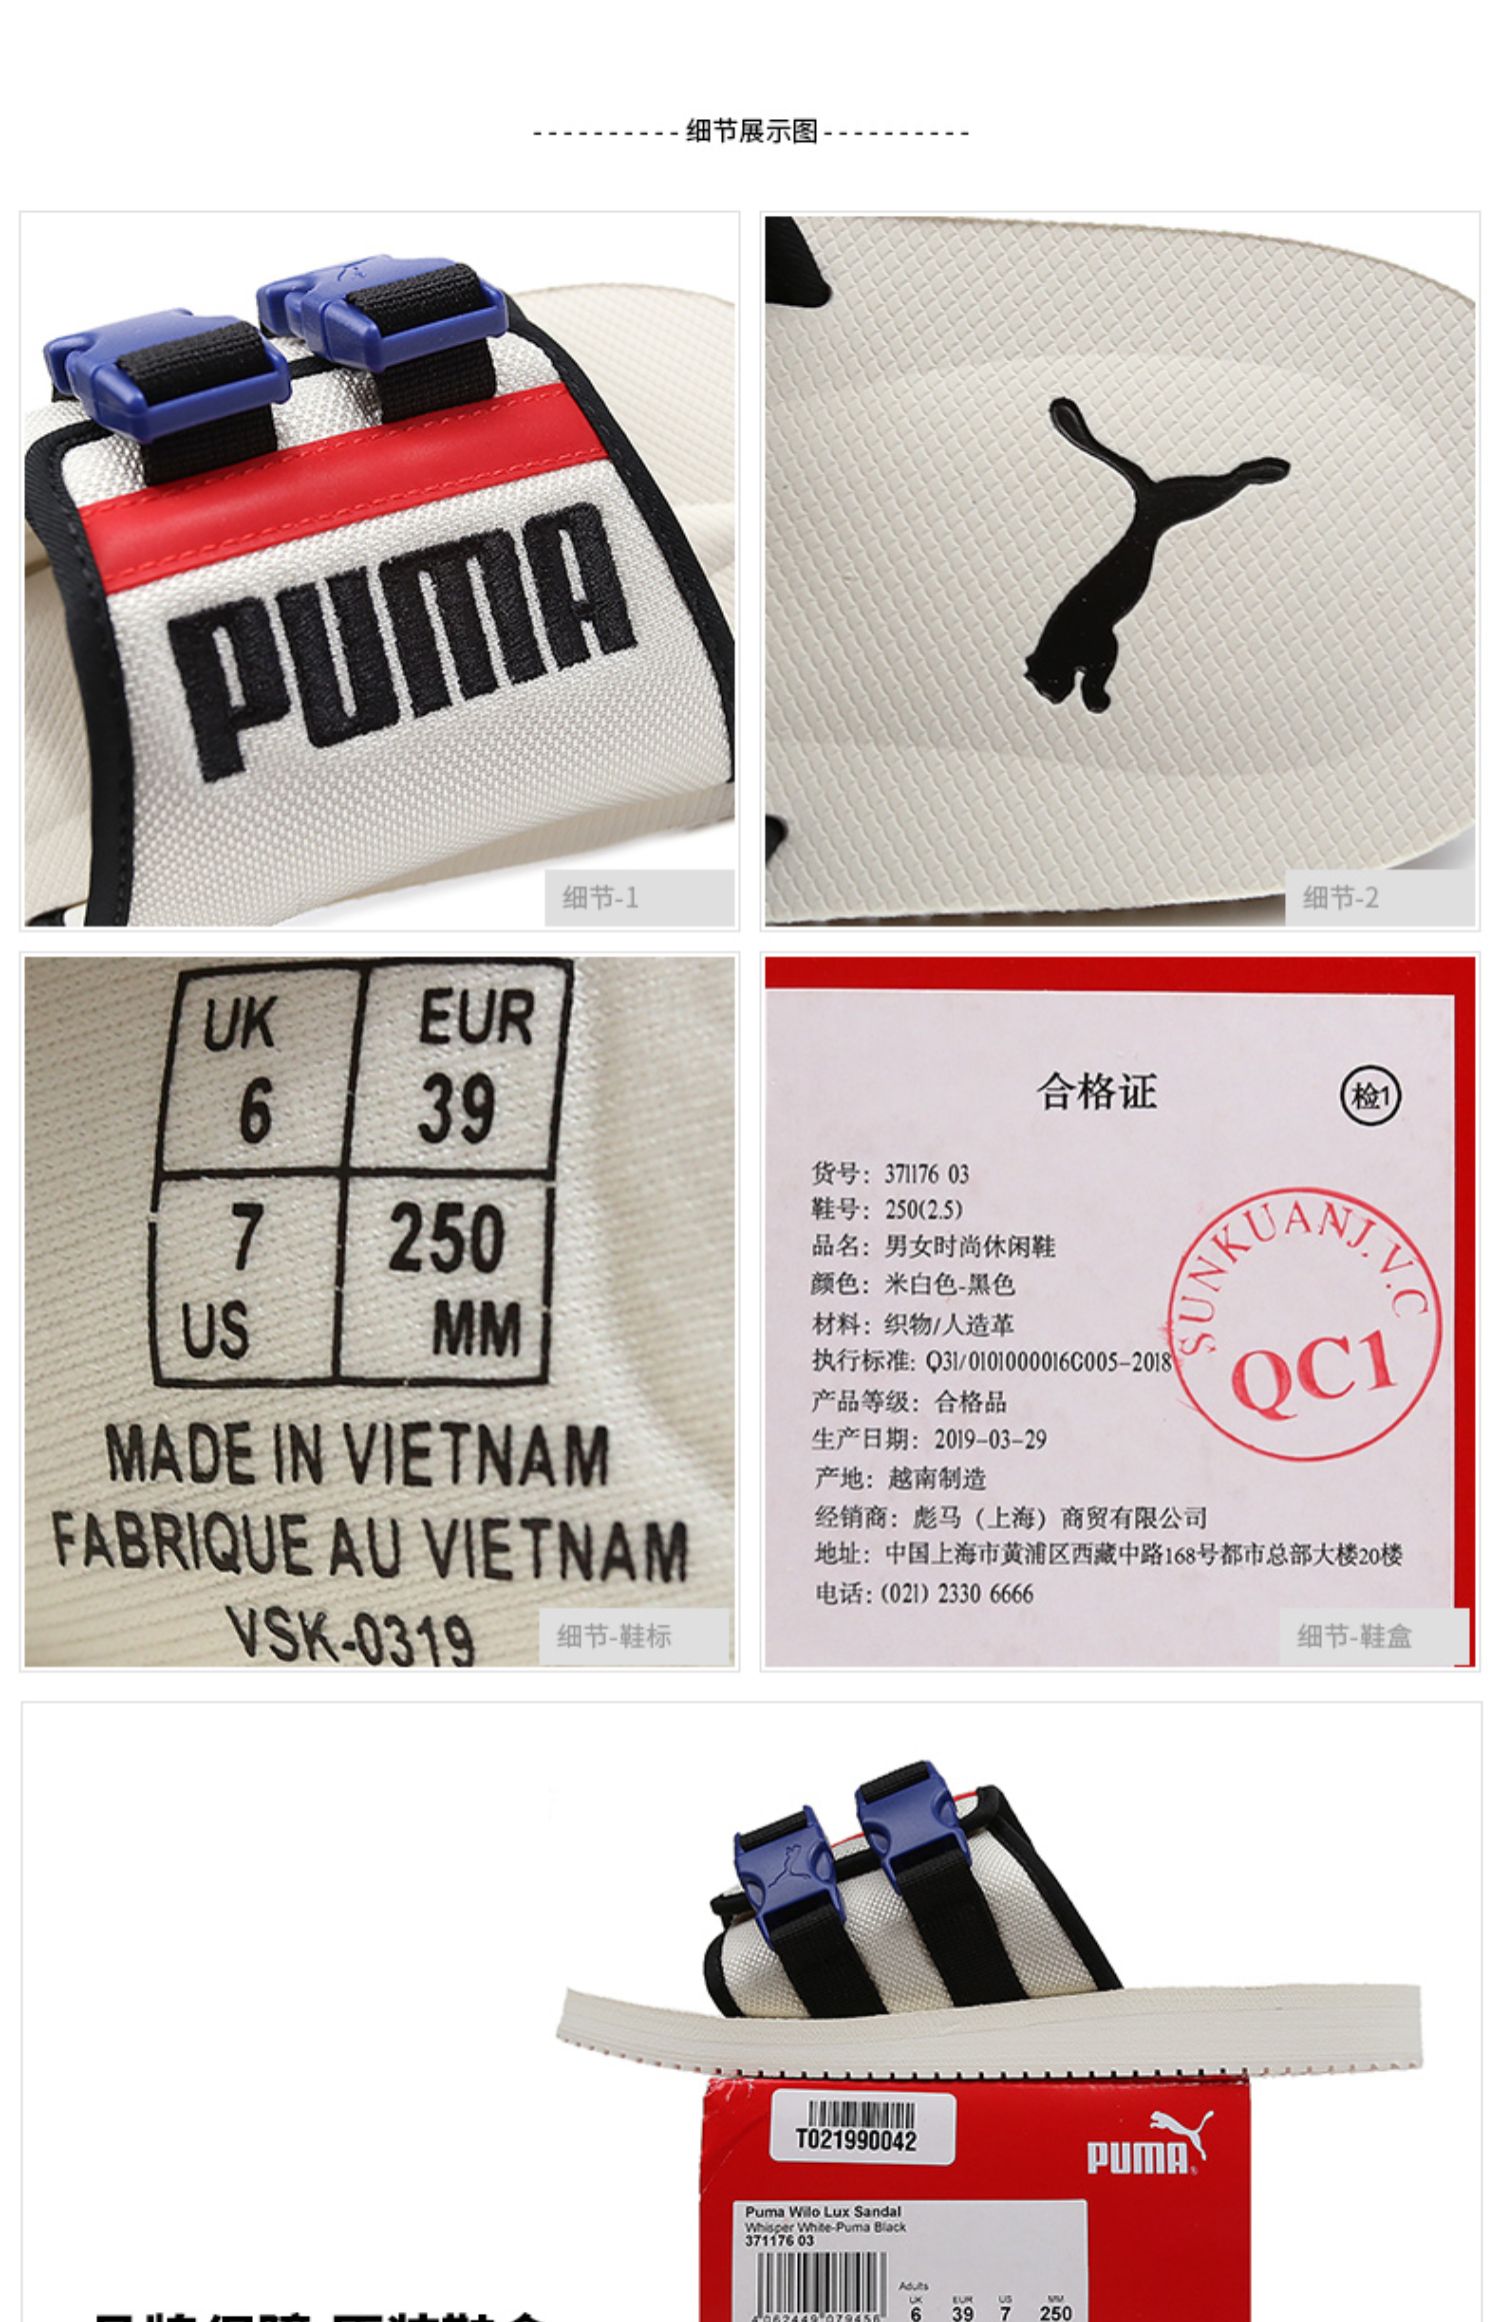 ---------- 细节展示图 ----------
PUMA
细节-1
细节-2
UK
6
EUR
39
7
US
250
MM
MADE IN VIETNAM
FABRIQUE AU VIETNAM
VSK-0319
细节-鞋标
合格证
检1
货号: 371176 03
鞋号: 250(2.5)
品名: 男女时尚休闲鞋
颜色: 米白色-黑色
材料: 织物/人造革
执行标准: Q31/0101000016C005-2018
产品等级: 合格品
生产日期: 2019-03-29
产地: 越南制造
经销商: 彪马（上海）商贸有限公司
地址: 中国上海市黄浦区西藏中路168号都市总部大楼20楼
电话: (021) 2330 6666
SUNKUANJ.V.C
QC1
细节-鞋盒
T021990042
PUMA
Puma Wilo Lux Sandal
Whisper White-Puma Black
371176 03
Adults
UK EUR US MM
6 39 7 250
4062449079456